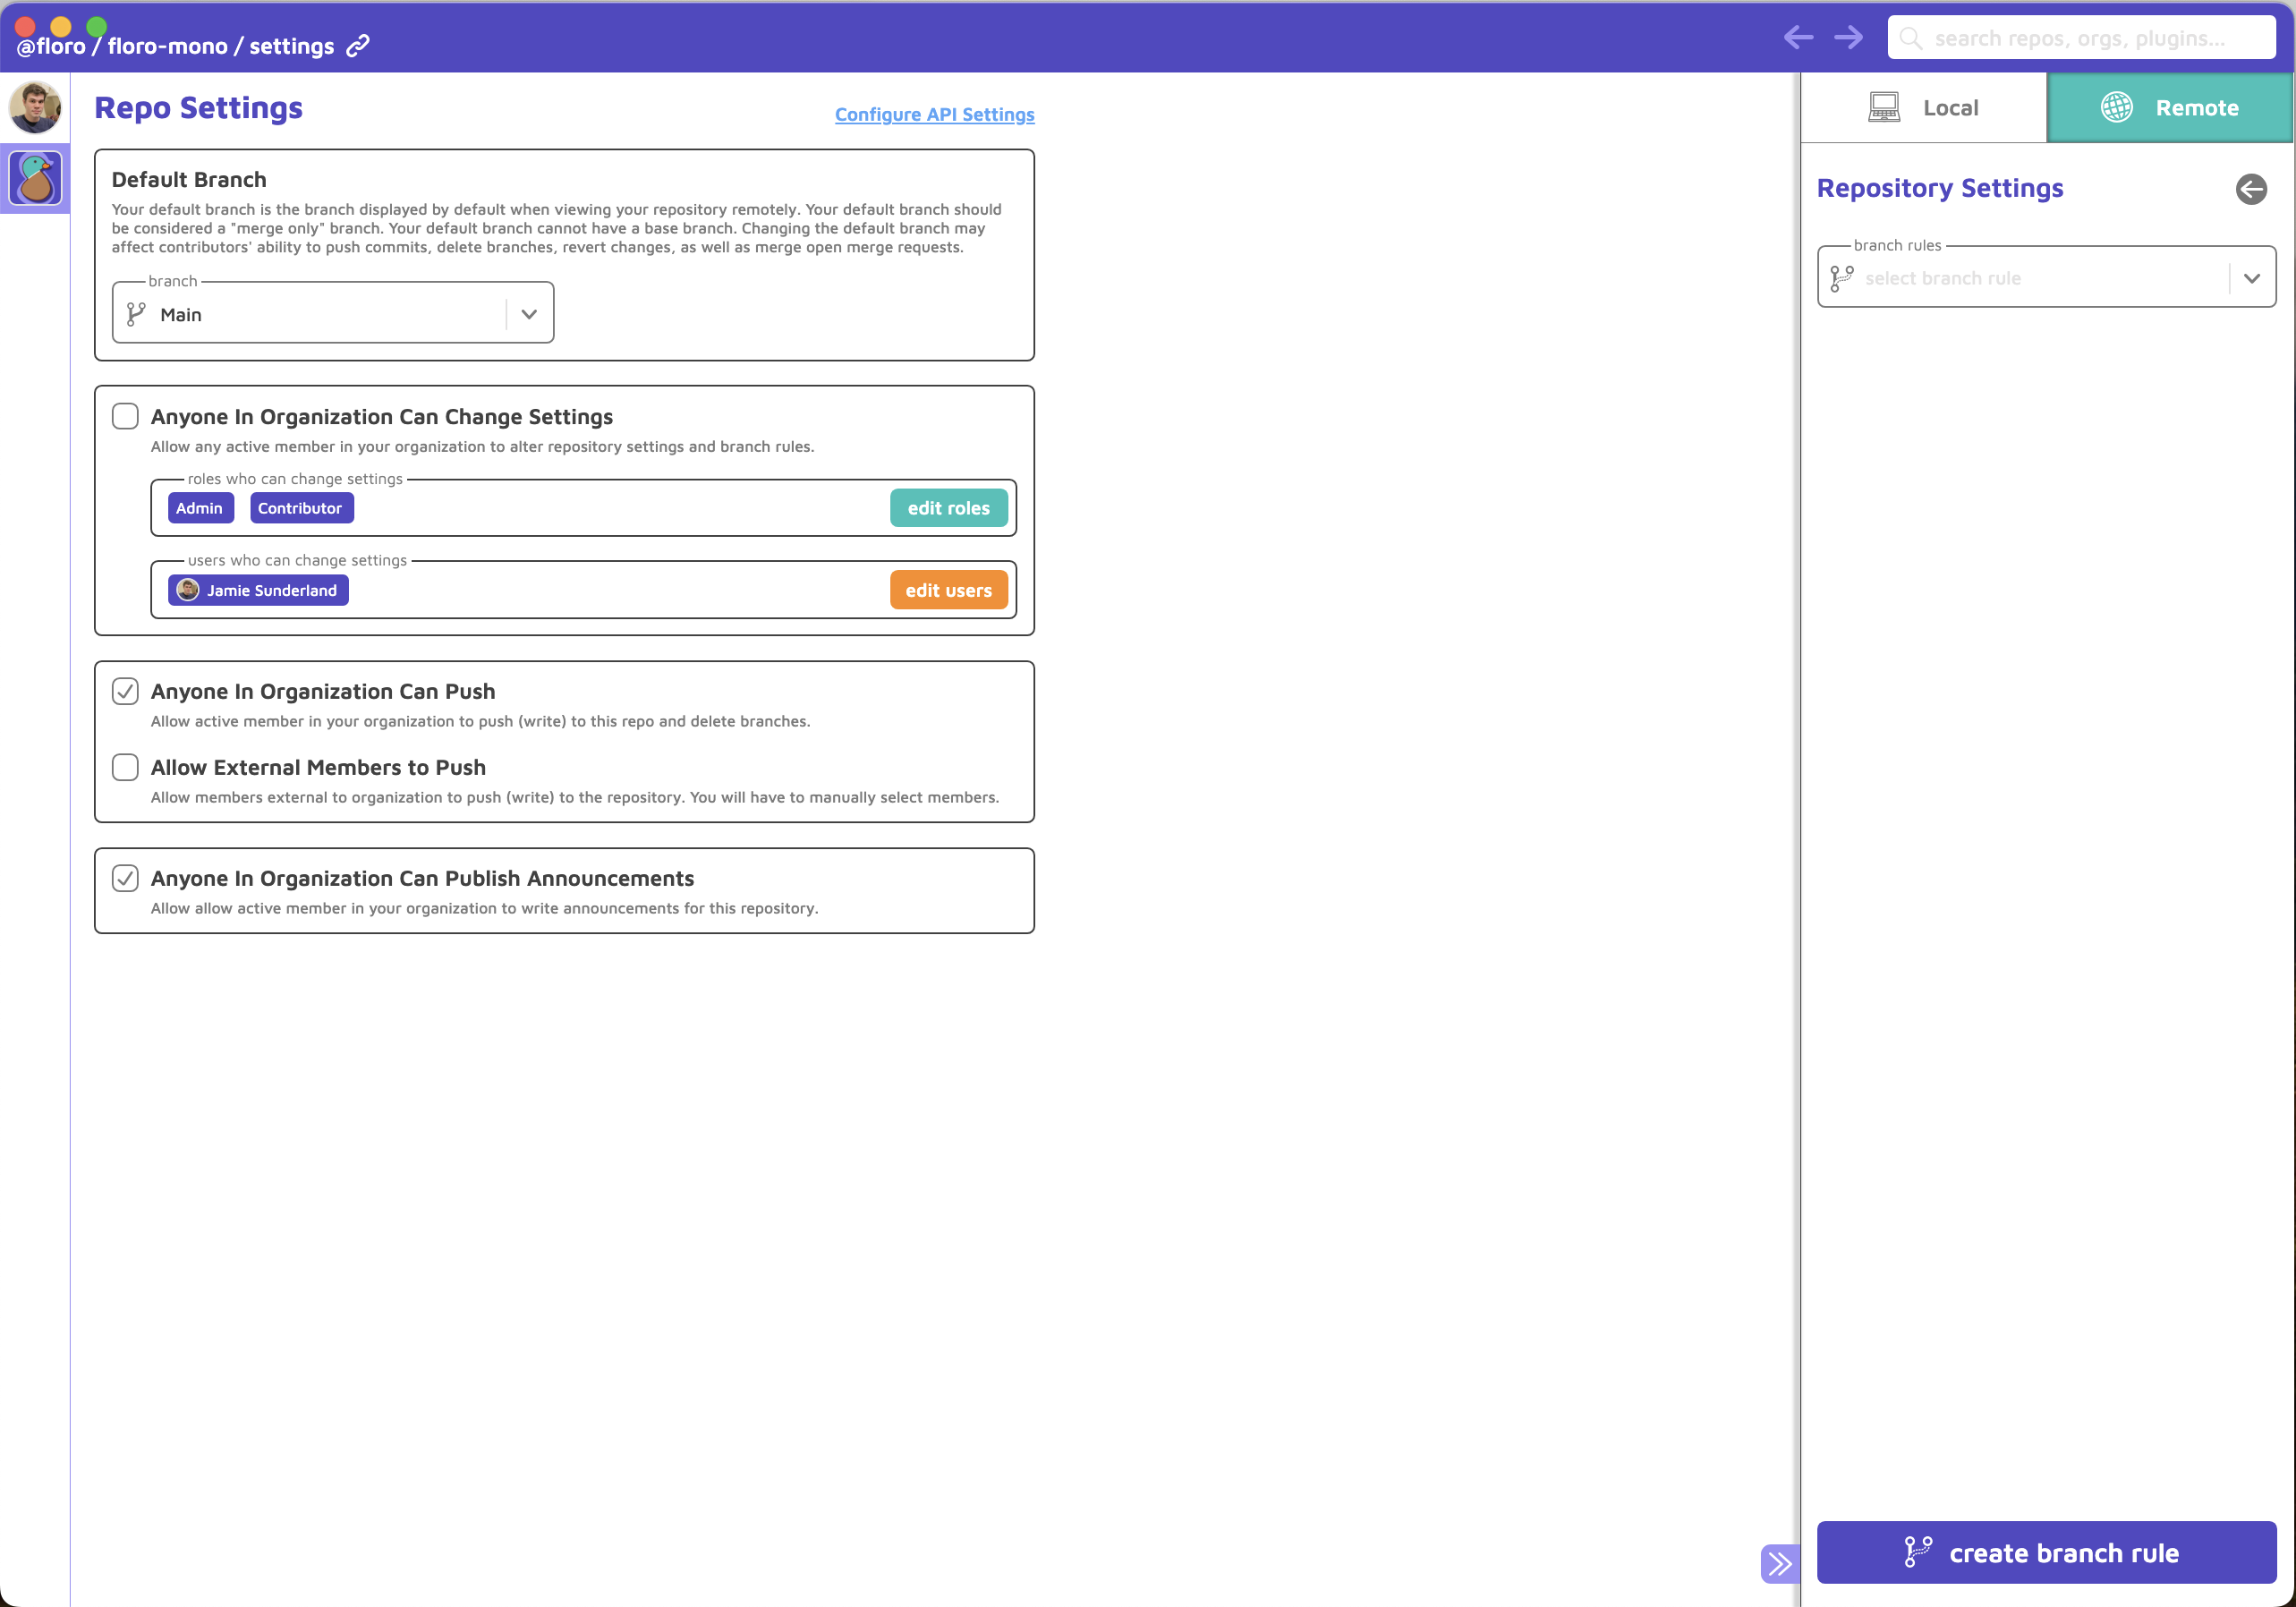 @floro / floro-mono / settings
search repos, orgs, plugins...
Repo Settings
Configure API Settings
Default Branch
Your default branch is the branch displayed by default when viewing your repository remotely. Your default branch should
be considered a "merge only" branch. Your default branch cannot have a base branch. Changing the default branch may
affect contributors' ability to push commits, delete branches, revert changes, as well as merge open merge requests.
branch
Main
Anyone In Organization Can Change Settings
Allow any active member in your organization to alter repository settings and branch rules.
roles who can change settings
Admin Contributor edit roles
users who can change settings
Jamie Sunderland edit users
Anyone In Organization Can Push
Allow active member in your organization to push (write) to this repo and delete branches.
Allow External Members to Push
Allow members external to organization to push (write) to the repository. You will have to manually select members.
Anyone In Organization Can Publish Announcements
Allow allow active member in your organization to write announcements for this repository.
Local Remote
Repository Settings
branch rules
select branch rule
create branch rule